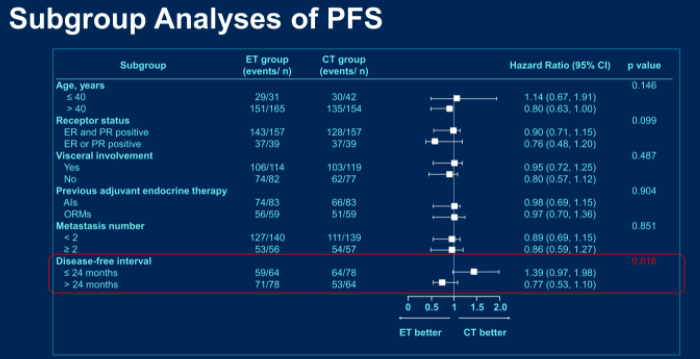 Subgroup Analyses of PFS
Subgroup ET group (events/ n) CT group (events/ n) Hazard Ratio (95% CI) p value
Age, years 0.146
≤ 40 29/31 30/42 1.14 (0.67, 1.91)
> 40 151/165 135/154 0.80 (0.63, 1.00)
Receptor status 0.099
ER and PR positive 143/157 128/157 0.90 (0.71, 1.15)
ER or PR positive 37/39 37/39 0.76 (0.48, 1.20)
Visceral involvement 0.487
Yes 106/114 103/119 0.95 (0.72, 1.25)
No 74/82 62/77 0.80 (0.57, 1.12)
Previous adjuvant endocrine therapy 0.904
AIs 74/83 66/83 0.98 (0.69, 1.15)
ORMs 56/59 51/59 0.97 (0.70, 1.36)
Metastasis number 0.851
< 2 127/140 111/139 0.89 (0.69, 1.15)
≥ 2 53/56 54/57 0.86 (0.59, 1.27)
Disease-free interval 0.016
≤ 24 months 59/64 64/78 1.39 (0.97, 1.98)
> 24 months 71/78 53/64 0.77 (0.53, 1.10)
0 0.5 1 1.5 2.0
ET better CT better